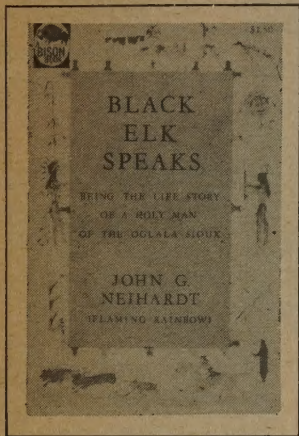 BISON
$1.50
BLACK
ELK
SPEAKS
BEING THE LIFE STORY
OF A HOLY MAN
OF THE OGLALA SIOUX
JOHN G.
NEIHARDT
(FLAMING RAINBOW)